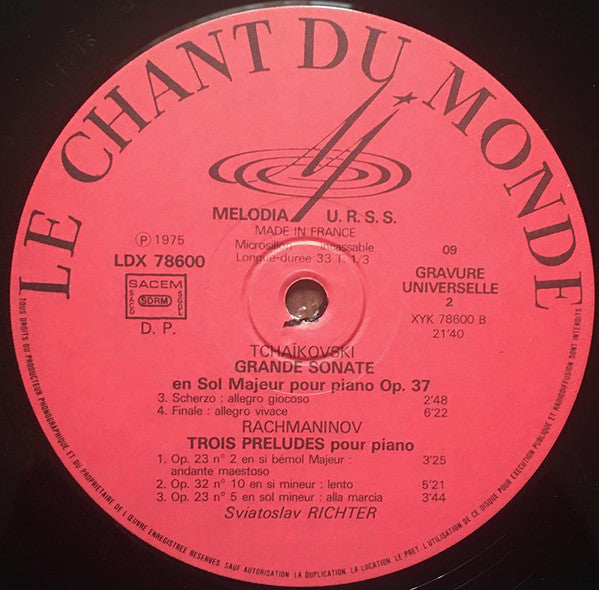 LE CHANT DU MONDE
MELODIA U. R. S. S.
MADE IN FRANCE
Microsillon incassable
Longue-durée 33 T. 1/3
℗ 1975
LDX 78600
SACEM
SACD SDRM SGDL
D. P.
09
GRAVURE
UNIVERSELLE
2
XYK 78600 B
21'40
TCHAÏKOVSKI
GRANDE SONATE
en Sol Majeur pour piano Op. 37
3. Scherzo : allegro giocoso 2'48
4. Finale : allegro vivace 6'22
RACHMANINOV
TROIS PRELUDES pour piano
1. Op. 23 nº 2 en si bémol Majeur : 3'25
andante maestoso
2. Op. 32 nº 10 en si mineur : lento 5'21
3. Op. 23 nº 5 en sol mineur : alla marcia 3'44
Sviatoslav RICHTER
TOUS DROITS DU PRODUCTEUR PHONOGRAPHIQUE ET DU PROPRIETAIRE DE L'ŒUVRE ENREGISTREE RESERVES SAUF AUTORISATION LA DUPLICATION, LA LOCATION, LE PRET, L'UTILISATION DE CE DISQUE POUR EXECUTION PUBLIQUE ET RADIODIFFUSION SONT INTERDITS